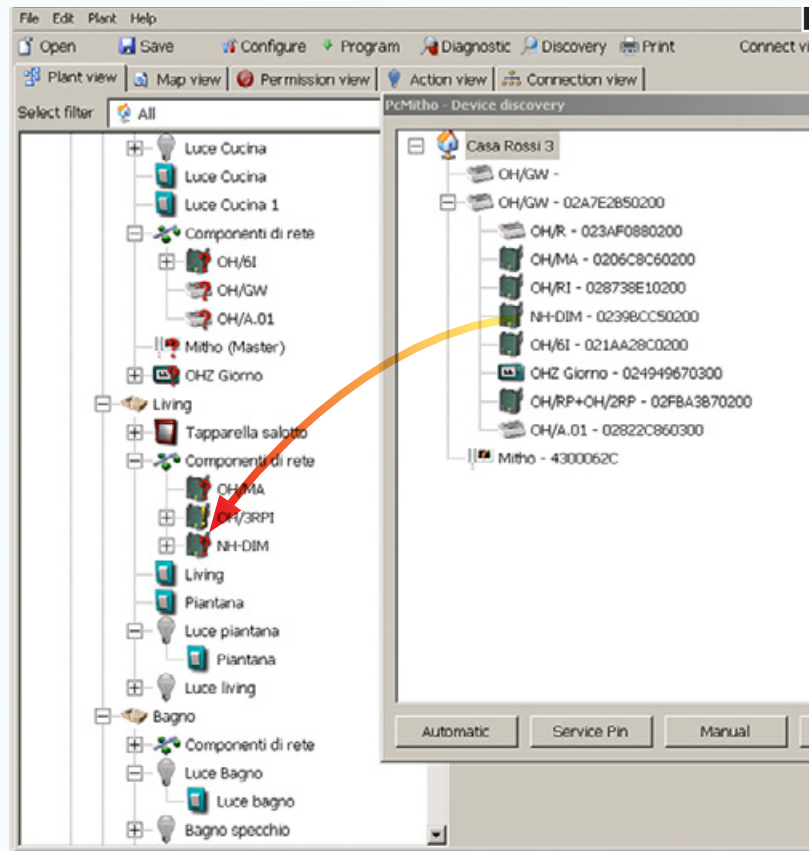 File Edit Plant Help
Open Save Configure Program Diagnostic Discovery Print Connect
Plant view Map view Permission view Action view Connection view
Select filter All
Luce Cucina
Luce Cucina
Luce Cucina 1
Componenti di rete
OH/6I
OH/GW
OH/A.01
Mitho (Master)
OHZ Giorno
Living
Tapparella salotto
Componenti di rete
OH/MA
OH/3RPI
NH-DIM
Living
Piantana
Luce piantana
Piantana
Luce living
Bagno
Componenti di rete
Luce Bagno
Luce bagno
Bagno specchio
PcMitho - Device discovery
Casa Rossi 3
OH/GW -
OH/GW - 02A7E2B50200
OH/R - 023AF0880200
OH/MA - 0206C8C60200
OH/RI - 028738E10200
NH-DIM - 0239BCC50200
OH/6I - 021AA28C0200
OHZ Giorno - 024949670300
OH/RP+OH/2RP - 02FBA3B70200
OH/A.01 - 02822C860300
Mitho - 4300062C
Automatic Service Pin Manual